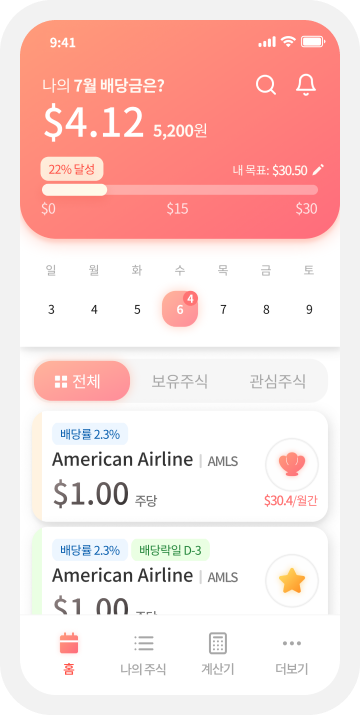 9:41
나의 7월 배당금은?
$4.12 5,200원
22% 달성
내 목표: $30.50
$0 $15 $30
일 월 화 수 목 금 토
3 4 5 6 4 7 8 9
전체 보유주식 관심주식
배당률 2.3%
American Airline | AMLS
$1.00 주당
$30.4/월간
배당률 2.3% 배당락일 D-3
American Airline | AMLS
$1.00 주당
홈 나의 주식 계산기 더보기